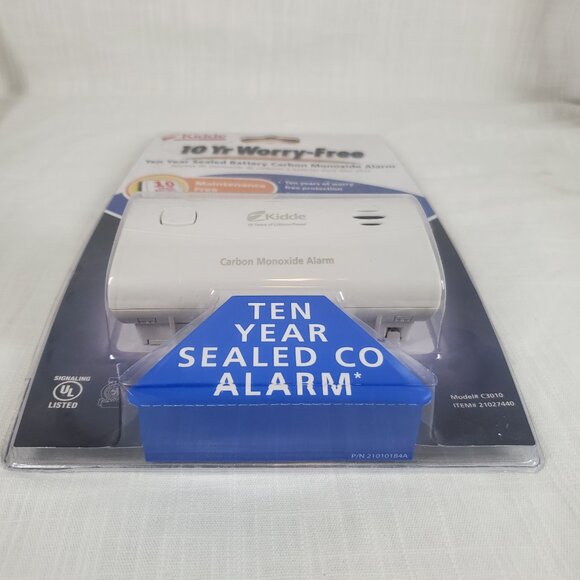 Kidde
10 Yr Worry-Free
Ten Year Sealed Battery Carbon Monoxide Alarm
10
Maintenance Free
Ten years of worry
free protection
Kidde
Carbon Monoxide Alarm
TEN
YEAR
SEALED CO
ALARM*
SIGNALING
UL
LISTED
Model# C3010
ITEM# 21027440
P/N 21010184A